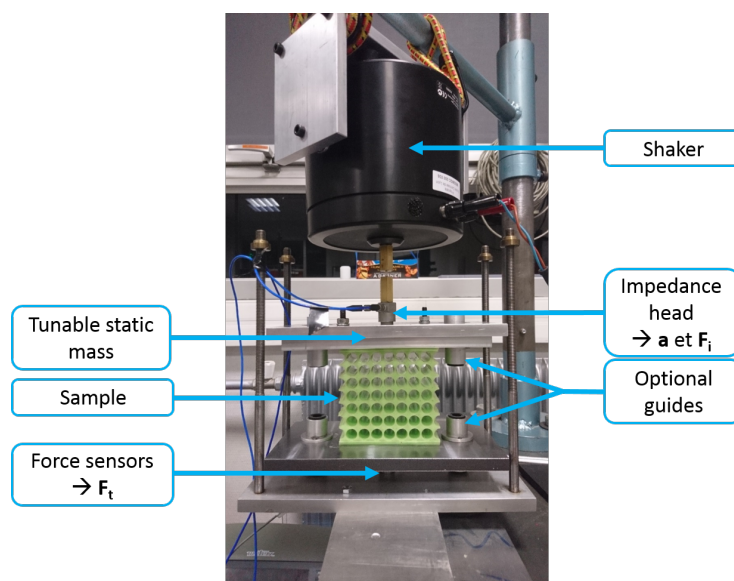 Shaker
Impedance
head
→ a et Fi
Tunable static
mass
Sample
Optional
guides
Force sensors
→ Ft